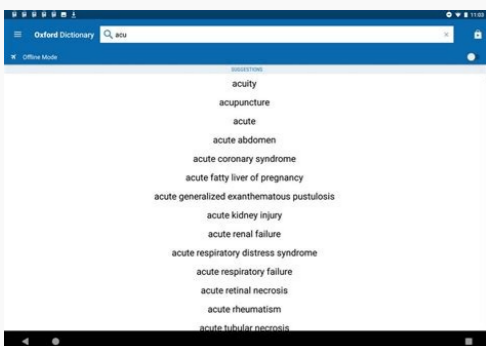 11:03
Oxford Dictionary acu
Offline Mode
SUGGESTIONS
acuity
acupuncture
acute
acute abdomen
acute coronary syndrome
acute fatty liver of pregnancy
acute generalized exanthematous pustulosis
acute kidney injury
acute renal failure
acute respiratory distress syndrome
acute respiratory failure
acute retinal necrosis
acute rheumatism
acute tubular necrosis